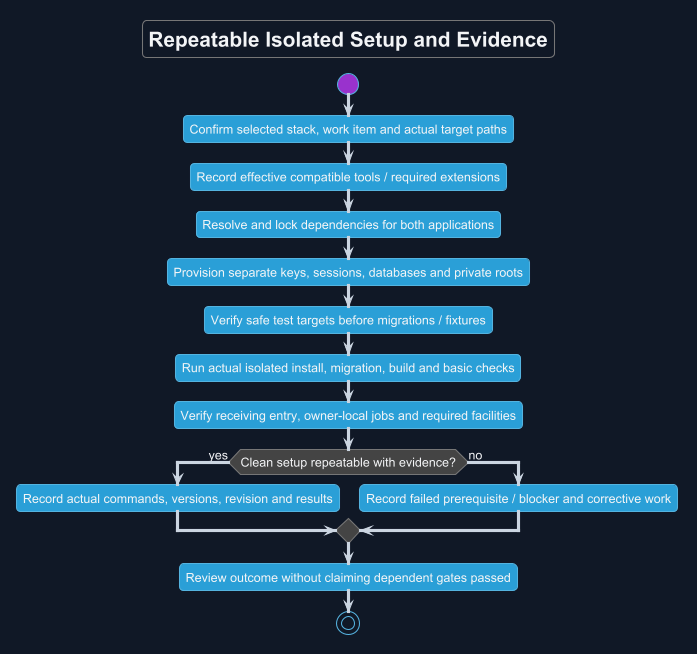 Repeatable Isolated Setup and Evidence
Confirm selected stack, work item and actual target paths
Record effective compatible tools / required extensions
Resolve and lock dependencies for both applications
Provision separate keys, sessions, databases and private roots
Verify safe test targets before migrations / fixtures
Run actual isolated install, migration, build and basic checks
Verify receiving entry, owner-local jobs and required facilities
yes
Clean setup repeatable with evidence?
no
Record actual commands, versions, revision and results
Record failed prerequisite / blocker and corrective work
Review outcome without claiming dependent gates passed